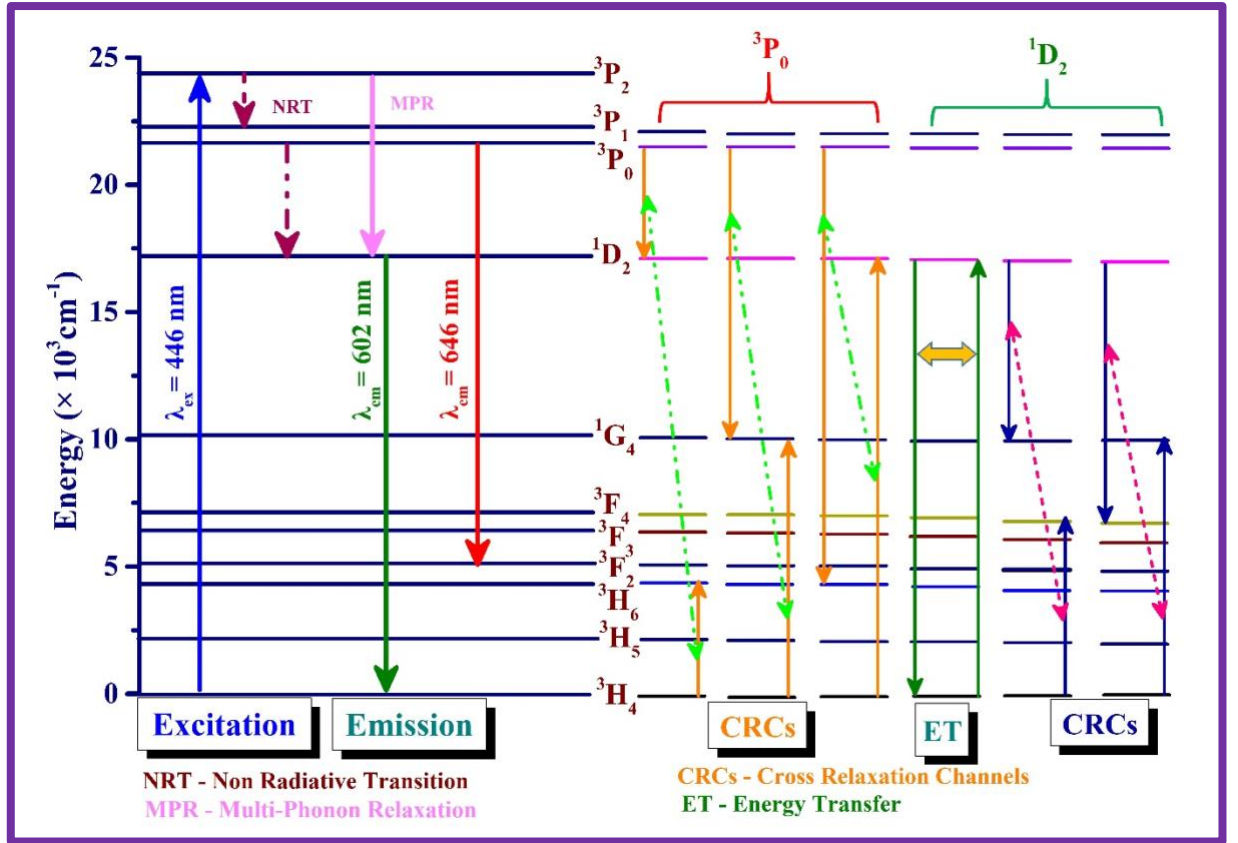 ³P₀
¹D₂
25
20
15
10
5
0
Energy (× 10³ cm⁻¹)
³P₂
³P₁
³P₀
¹D₂
¹G₄
³F₄
³F₃
³F₂
³H₆
³H₅
³H₄
NRT
MPR
λex = 446 nm
λem = 602 nm
λem = 646 nm
Excitation
Emission
CRCs
ET
CRCs
NRT - Non Radiative Transition
MPR - Multi-Phonon Relaxation
CRCs - Cross Relaxation Channels
ET - Energy Transfer